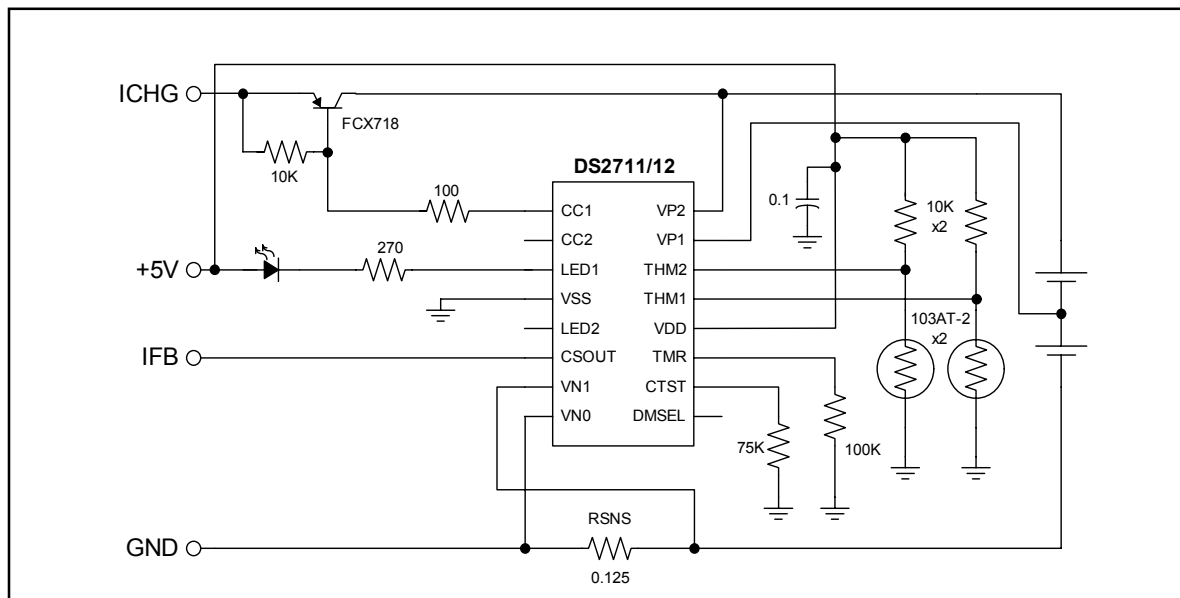 ICHG
FCX718
10K
DS2711/12
100
0.1
10K
x2
CC1
VP2
CC2
VP1
+5V
270
LED1
THM2
VSS
THM1
LED2
VDD
103AT-2
x2
IFB
CSOUT
TMR
VN1
CTST
VN0
DMSEL
75K
100K
RSNS
GND
0.125